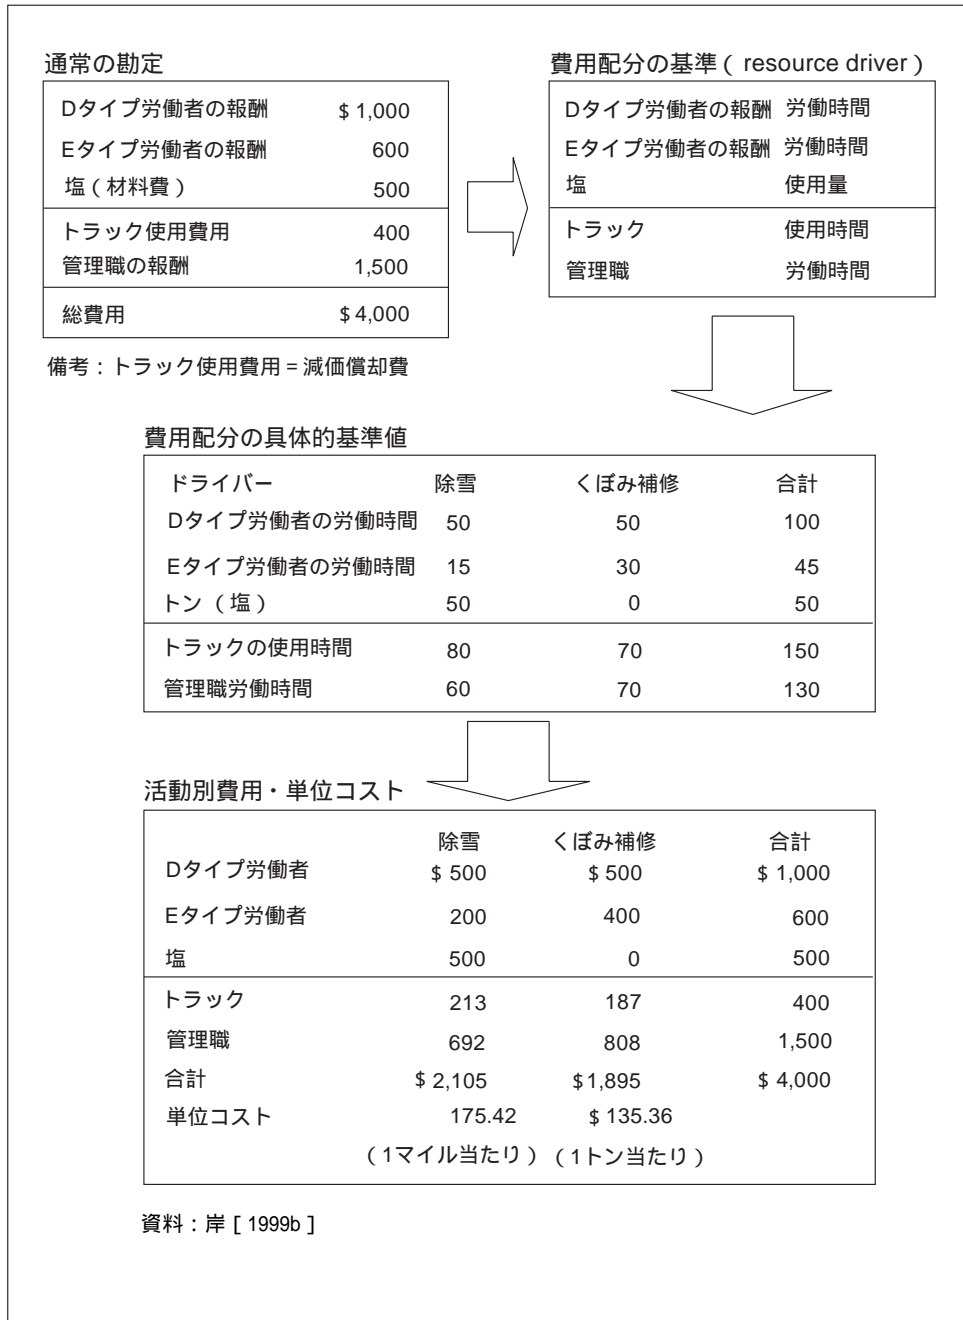 通常の勘定
Dタイプ労働者の報酬 $1,000
Eタイプ労働者の報酬 600
塩(材料費) 500
トラック使用費用 400
管理職の報酬 1,500
総費用 $4,000
備考:トラック使用費用=減価償却費
費用配分の基準(resource driver)
Dタイプ労働者の報酬 労働時間
Eタイプ労働者の報酬 労働時間
塩 使用量
トラック 使用時間
管理職 労働時間
費用配分の具体的基準値
ドライバー 除雪 くぼみ補修 合計
Dタイプ労働者の労働時間 50 50 100
Eタイプ労働者の労働時間 15 30 45
トン (塩) 50 0 50
トラックの使用時間 80 70 150
管理職労働時間 60 70 130
活動別費用・単位コスト
除雪 くぼみ補修 合計
Dタイプ労働者 $500 $500 $1,000
Eタイプ労働者 200 400 600
塩 500 0 500
トラック 213 187 400
管理職 692 808 1,500
合計 $2,105 $1,895 $4,000
単位コスト 175.42 $135.36
(1マイル当たり) (1トン当たり)
資料:岸[1999b]